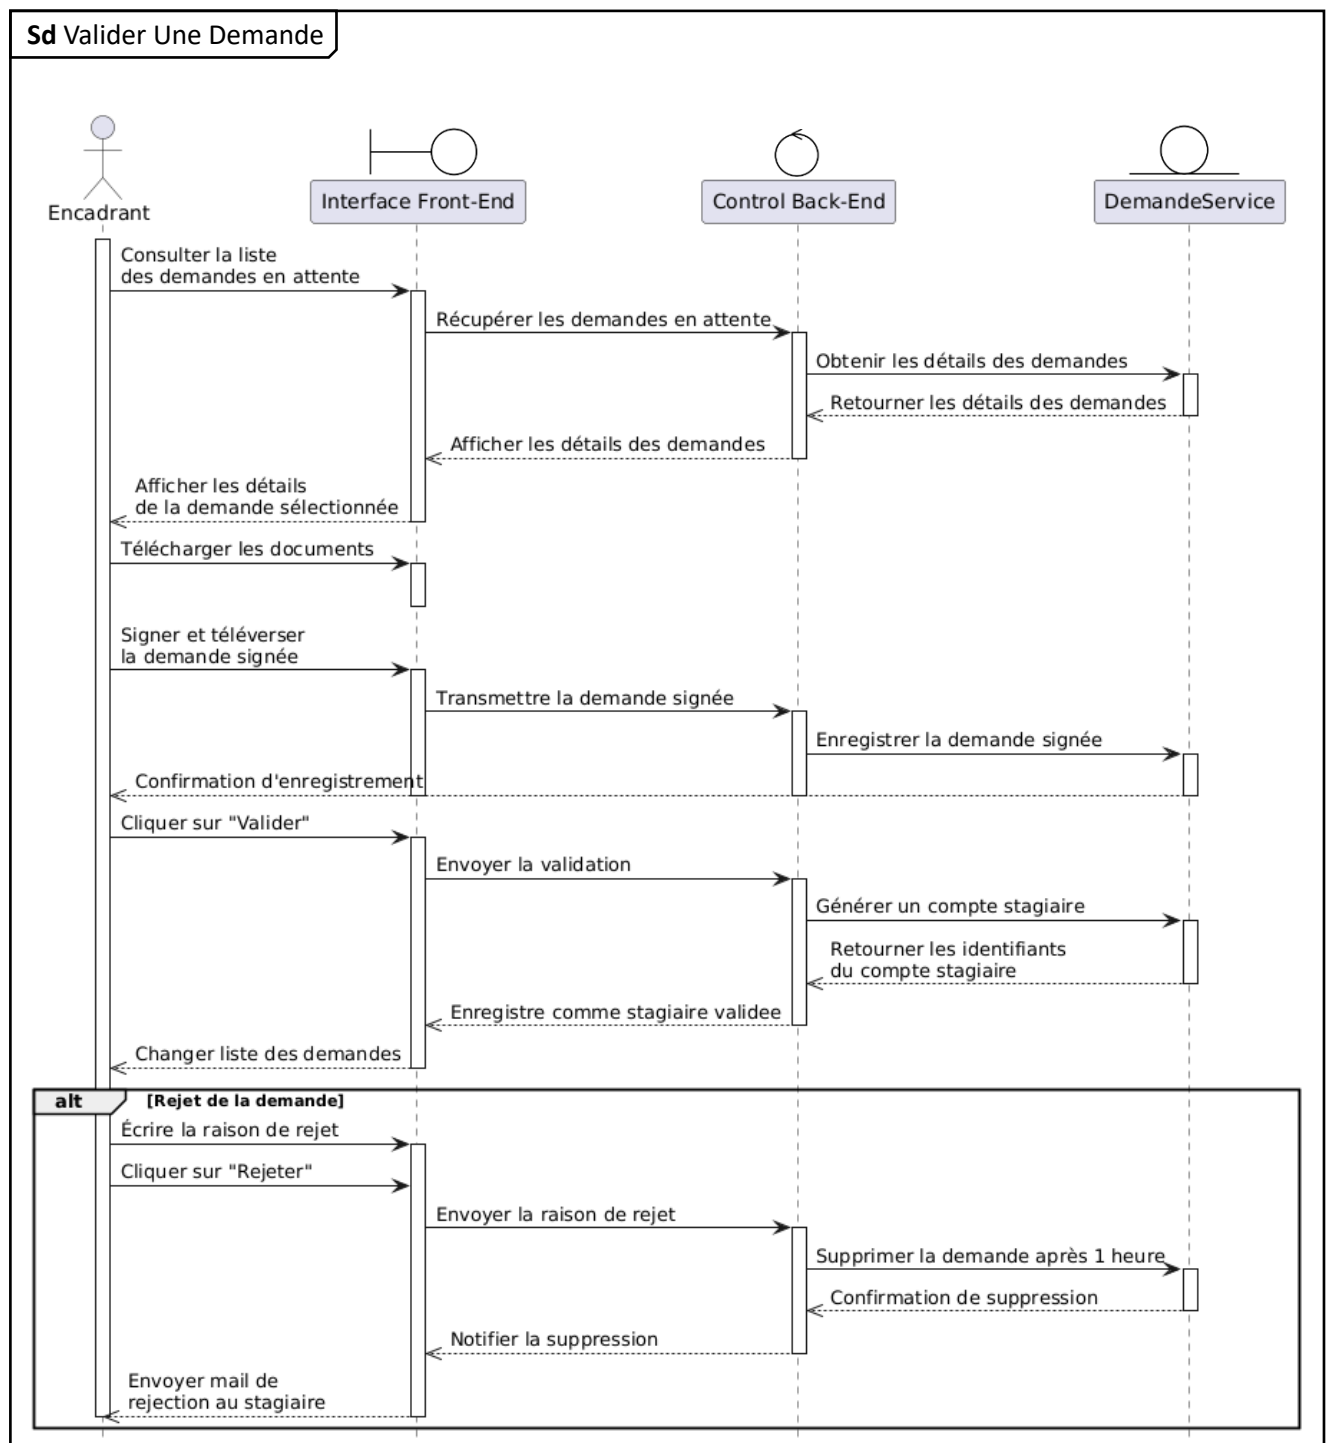 Sd Valider Une Demande
Encadrant
Interface Front-End
Control Back-End
DemandeService
Consulter la liste
des demandes en attente
Récupérer les demandes en attente
Obtenir les détails des demandes
Retourner les détails des demandes
Afficher les détails des demandes
Afficher les détails
de la demande sélectionnée
Télécharger les documents
Signer et téléverser
la demande signée
Transmettre la demande signée
Enregistrer la demande signée
Confirmation d'enregistrement
Cliquer sur "Valider"
Envoyer la validation
Générer un compte stagiaire
Retourner les identifiants
du compte stagiaire
Enregistre comme stagiaire validee
Changer liste des demandes
alt [Rejet de la demande]
Écrire la raison de rejet
Cliquer sur "Rejeter"
Envoyer la raison de rejet
Supprimer la demande après 1 heure
Confirmation de suppression
Notifier la suppression
Envoyer mail de
rejection au stagiaire